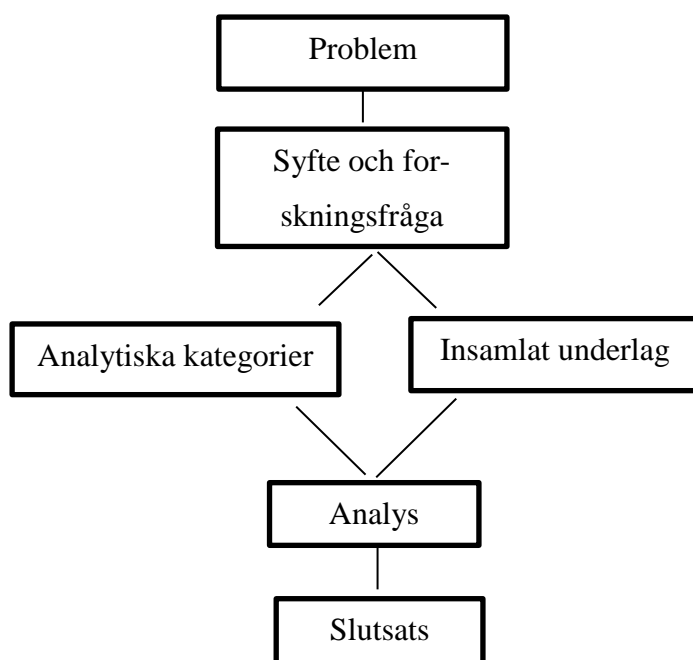 Problem
Syfte och for-
skningsfråga
Analytiska kategorier
Insamlat underlag
Analys
Slutsats